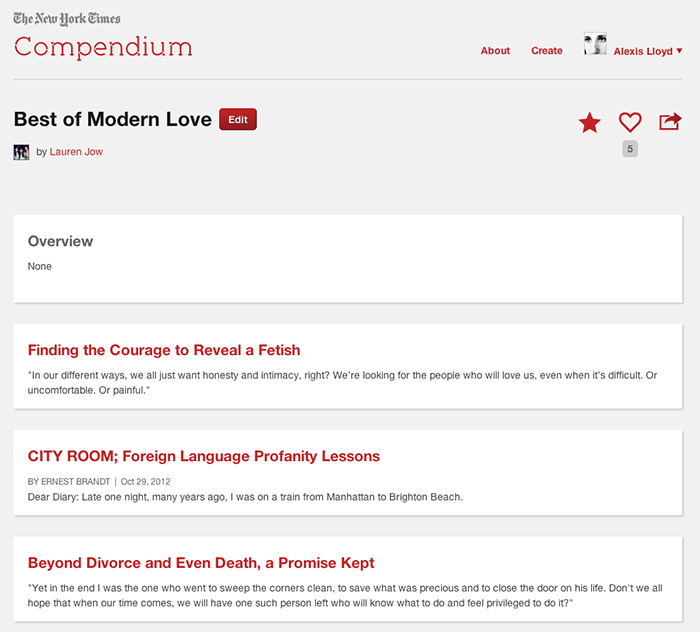 The New York Times
Compendium
About Create Alexis Lloyd ▼
Best of Modern Love Edit
by Lauren Jow
5
Overview
None
Finding the Courage to Reveal a Fetish
"In our different ways, we all just want honesty and intimacy, right? We're looking for the people who will love us, even when it's difficult. Or
uncomfortable. Or painful."
CITY ROOM; Foreign Language Profanity Lessons
BY ERNEST BRANDT | Oct 29, 2012
Dear Diary: Late one night, many years ago, I was on a train from Manhattan to Brighton Beach.
Beyond Divorce and Even Death, a Promise Kept
"Yet in the end I was the one who went to sweep the corners clean, to save what was precious and to close the door on his life. Don't we all
hope that when our time comes, we will have one such person left who will know what to do and feel privileged to do it?"